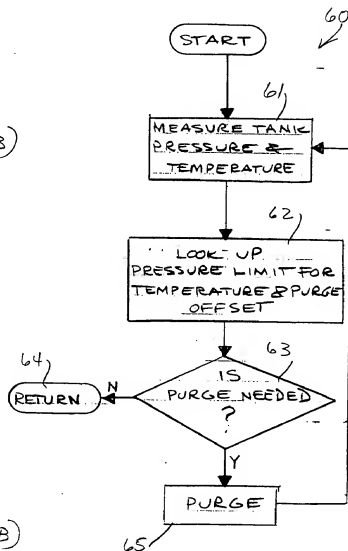 60
START
61
MEASURE TANK
PRESSURE &
TEMPERATURE
62
LOOK UP
PRESSURE LIMIT FOR
TEMPERATURE & PURGE
OFFSET
63
64
IS
PURGE NEEDED
?
N
RETURN
Y
PURGE
65